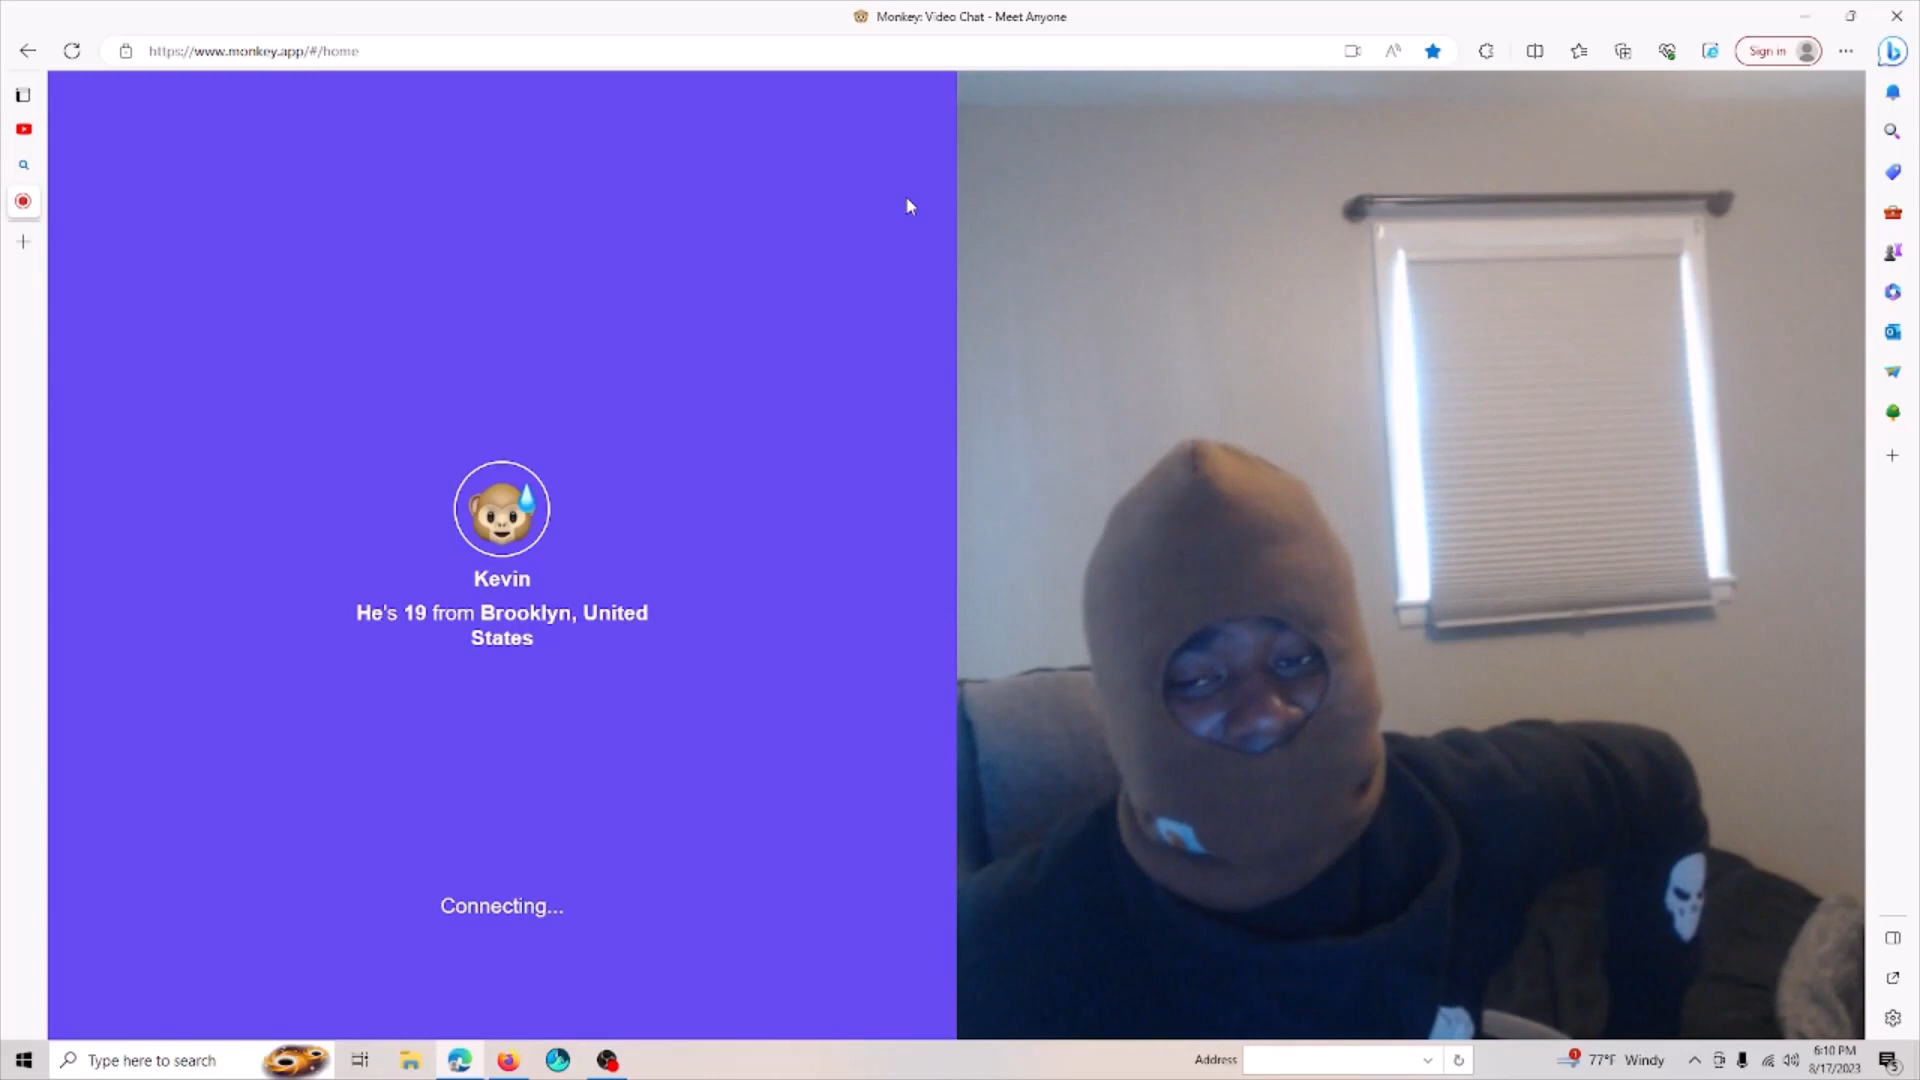 Monkey: Video Chat - Meet Anyone
https://www.monkey.app/#/home
Sign in
Kevin
He's 19 from Brooklyn, United
States
Connecting...
Type here to search
Address
77°F Windy
6:10 PM
8/17/2023